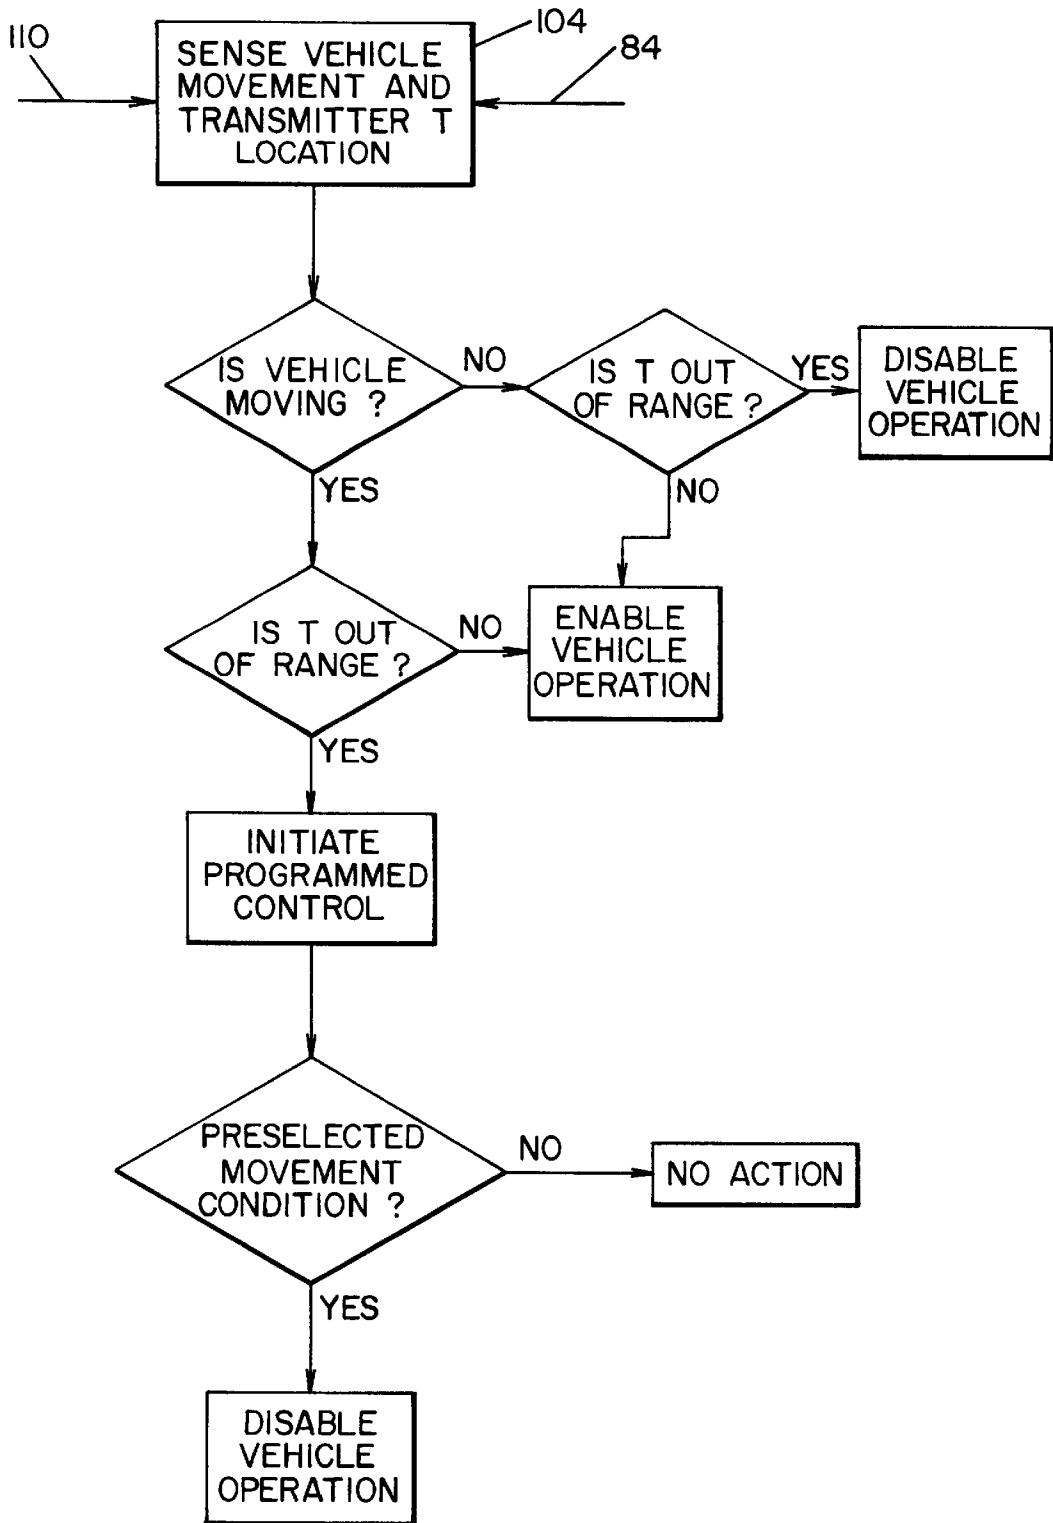 110
104
84
SENSE VEHICLE
MOVEMENT AND
TRANSMITTER T
LOCATION
IS VEHICLE
MOVING ?
NO
IS T OUT
OF RANGE ?
YES
DISABLE
VEHICLE
OPERATION
YES
NO
IS T OUT
OF RANGE ?
NO
ENABLE
VEHICLE
OPERATION
YES
INITIATE
PROGRAMMED
CONTROL
PRESELECTED
MOVEMENT
CONDITION ?
NO
NO ACTION
YES
DISABLE
VEHICLE
OPERATION